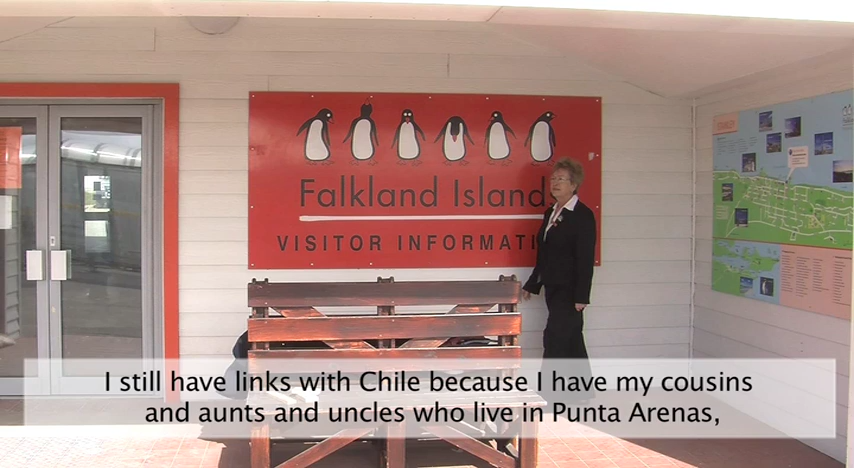 Falkland Island
VISITOR INFORMATI
I still have links with Chile because I have my cousins
and aunts and uncles who live in Punta Arenas,